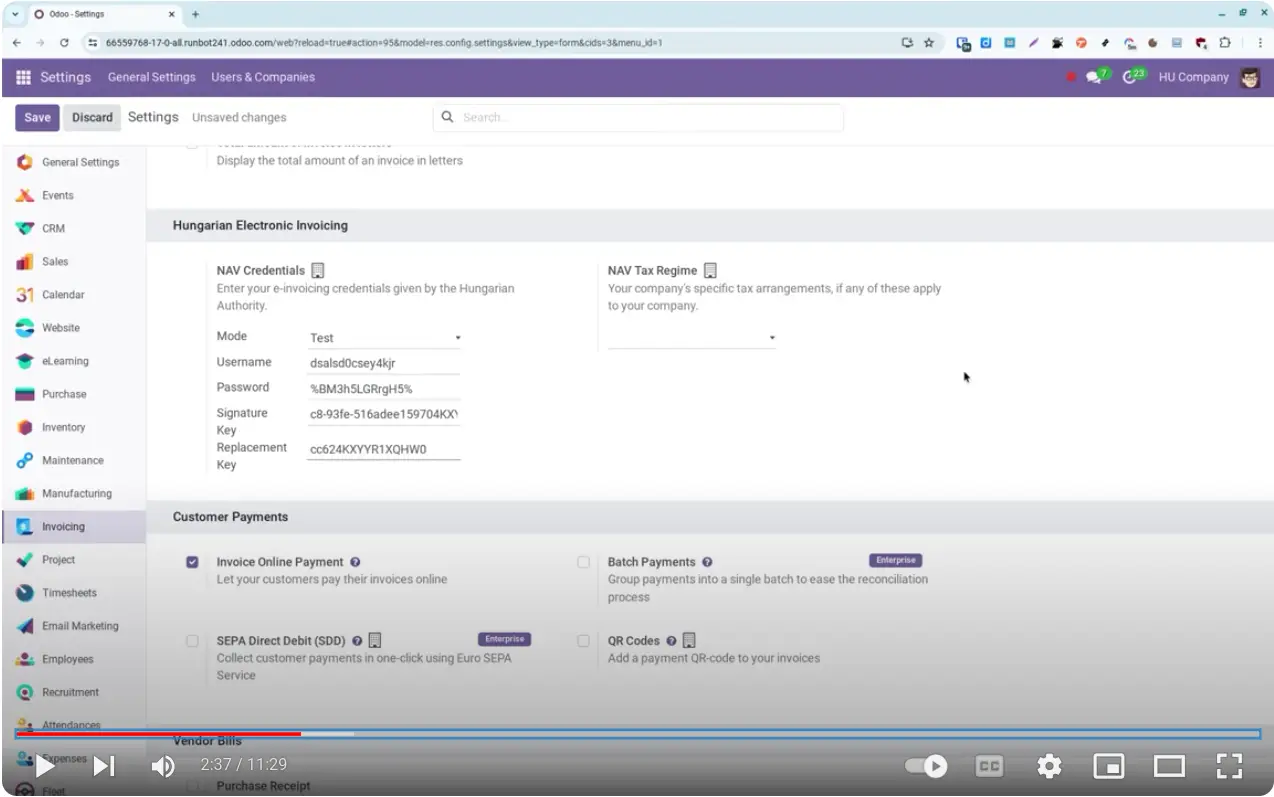 Odoo - Settings
66559768-17-0-all.runbot241.odoo.com/web?reload=true#action=95&model=res.config.settings&view_type=form&cids=3&menu_id=1
Settings General Settings Users & Companies 7 23 HU Company
Save Discard Settings Unsaved changes Search...
General Settings
Events
CRM
Sales
31 Calendar
Website
eLearning
Purchase
Inventory
Maintenance
Manufacturing
Invoicing
Project
Timesheets
Email Marketing
Employees
Recruitment
Attendances
Expenses
Fleet
Display the total amount of an invoice in letters
Hungarian Electronic Invoicing
NAV Credentials
Enter your e-invoicing credentials given by the Hungarian
Authority.
Mode Test
Username dsalsd0csey4kjr
Password %BM3h5LGRrgH5%
Signature c8-93fe-516adee159704KXY
Key
Replacement cc624KXYYR1XQHW0
Key
NAV Tax Regime
Your company's specific tax arrangements, if any of these apply
to your company.
Customer Payments
Invoice Online Payment ?
Let your customers pay their invoices online
Batch Payments ? Enterprise
Group payments into a single batch to ease the reconciliation
process
SEPA Direct Debit (SDD) ? Enterprise
Collect customer payments in one-click using Euro SEPA
Service
QR Codes ?
Add a payment QR-code to your invoices
Vendor Bills
Purchase Receipt
2:37 / 11:29
CC